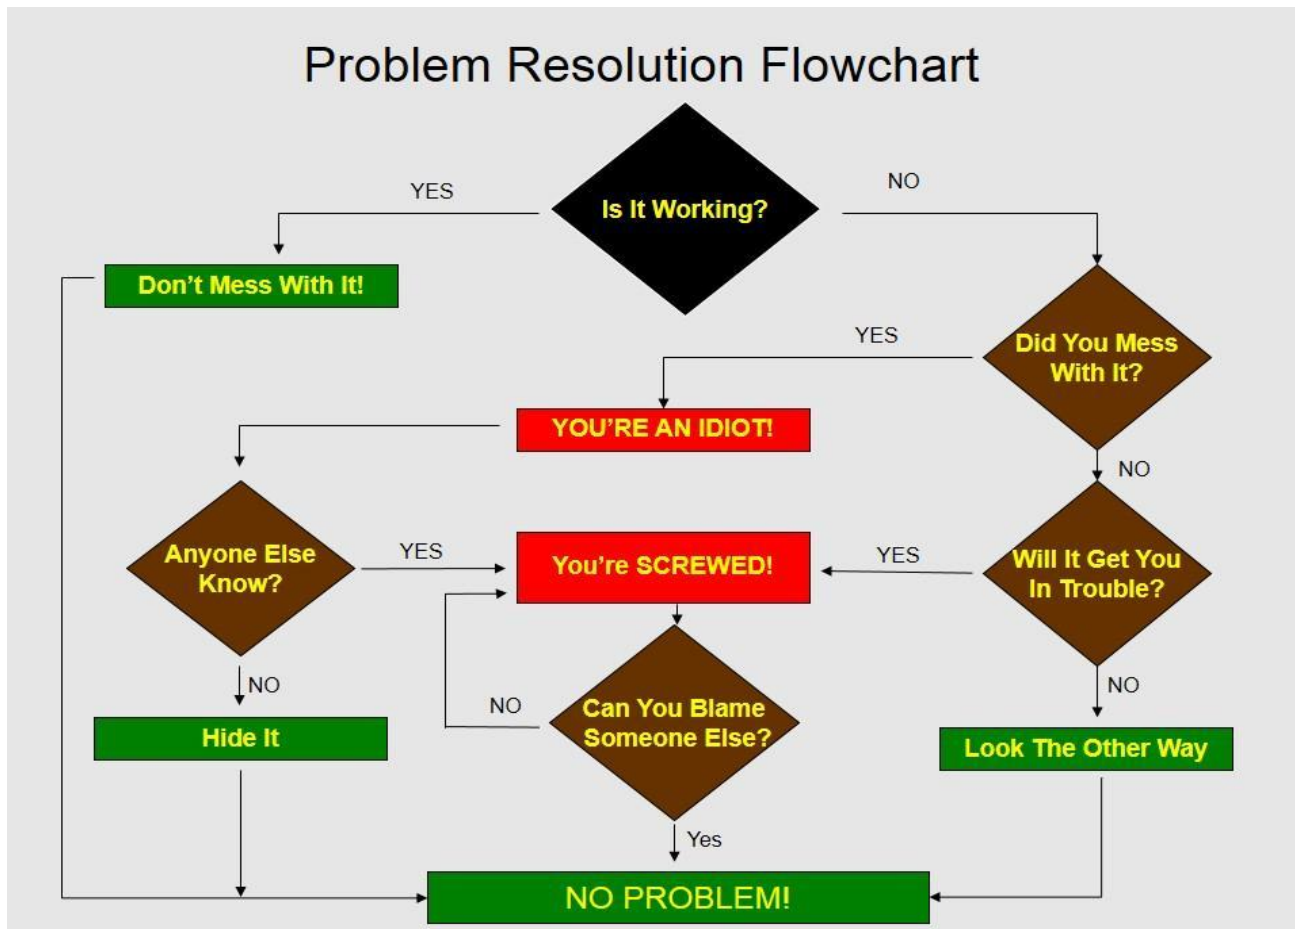 Problem Resolution Flowchart
YES
Is It Working?
NO
Don't Mess With It!
YES
Did You Mess
With It?
YOU'RE AN IDIOT!
NO
Anyone Else
Know?
YES
You're SCREWED!
YES
Will It Get You
In Trouble?
NO
NO
Can You Blame
Someone Else?
NO
Hide It
Look The Other Way
Yes
NO PROBLEM!